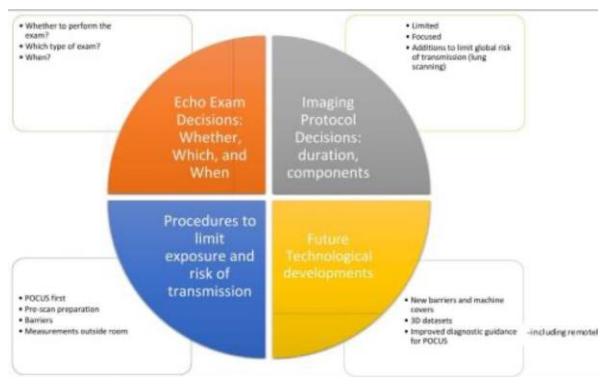 • Whether to perform the
exam?
• Which type of exam?
• When?
• Limited
• Focused
• Additions to limit global risk
of transmission (lung
scanning)
Echo Exam
Decisions:
Whether,
Which, and
When
Imaging
Protocol
Decisions:
duration,
components
Procedures to
limit
exposure and
risk of
transmission
Future
Technological
developments
• POCUS first
• Pre-scan preparation
• Barriers
• Measurements outside room
• New barriers and machine
covers
• 3D datasets
• Improved diagnostic guidance -including remotel
for POCUS